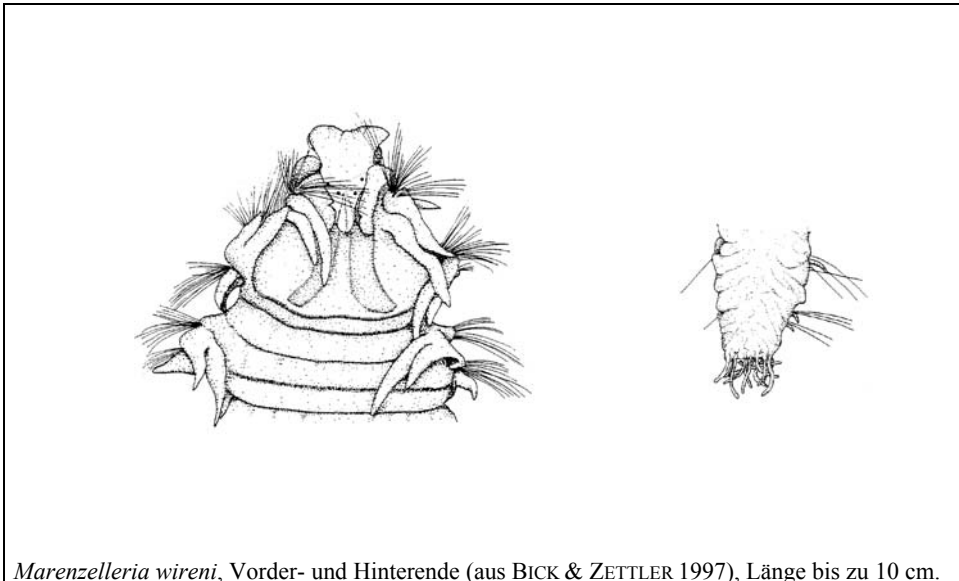 Marenzelleria wireni, Vorder- und Hinterende (aus BICK & ZETTLER 1997), Länge bis zu 10 cm.